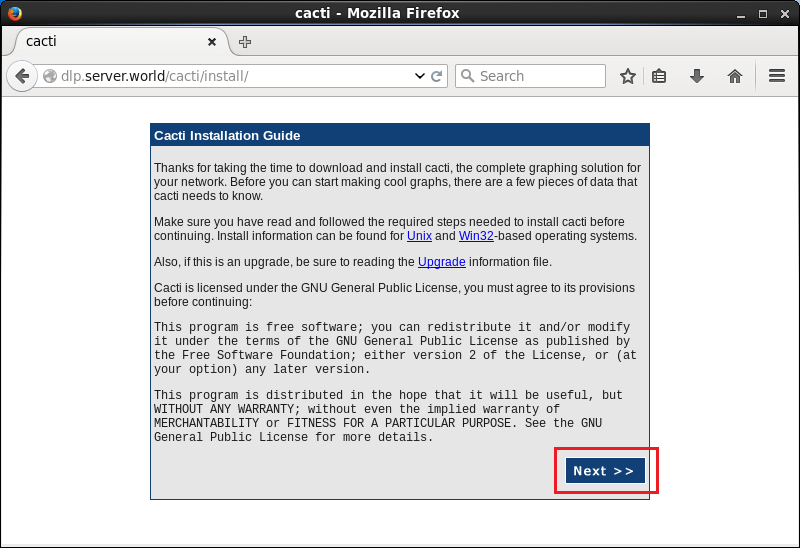 cacti - Mozilla Firefox
cacti
dlp.server.world/cacti/install/
Search
Cacti Installation Guide
Thanks for taking the time to download and install cacti, the complete graphing solution for
your network. Before you can start making cool graphs, there are a few pieces of data that
cacti needs to know.
Make sure you have read and followed the required steps needed to install cacti before
continuing. Install information can be found for Unix and Win32-based operating systems.
Also, if this is an upgrade, be sure to reading the Upgrade information file.
Cacti is licensed under the GNU General Public License, you must agree to its provisions
before continuing:
This program is free software; you can redistribute it and/or modify
it under the terms of the GNU General Public License as published by
the Free Software Foundation; either version 2 of the License, or (at
your option) any later version.
This program is distributed in the hope that it will be useful, but
WITHOUT ANY WARRANTY; without even the implied warranty of
MERCHANTABILITY or FITNESS FOR A PARTICULAR PURPOSE. See the GNU
General Public License for more details.
Next >>